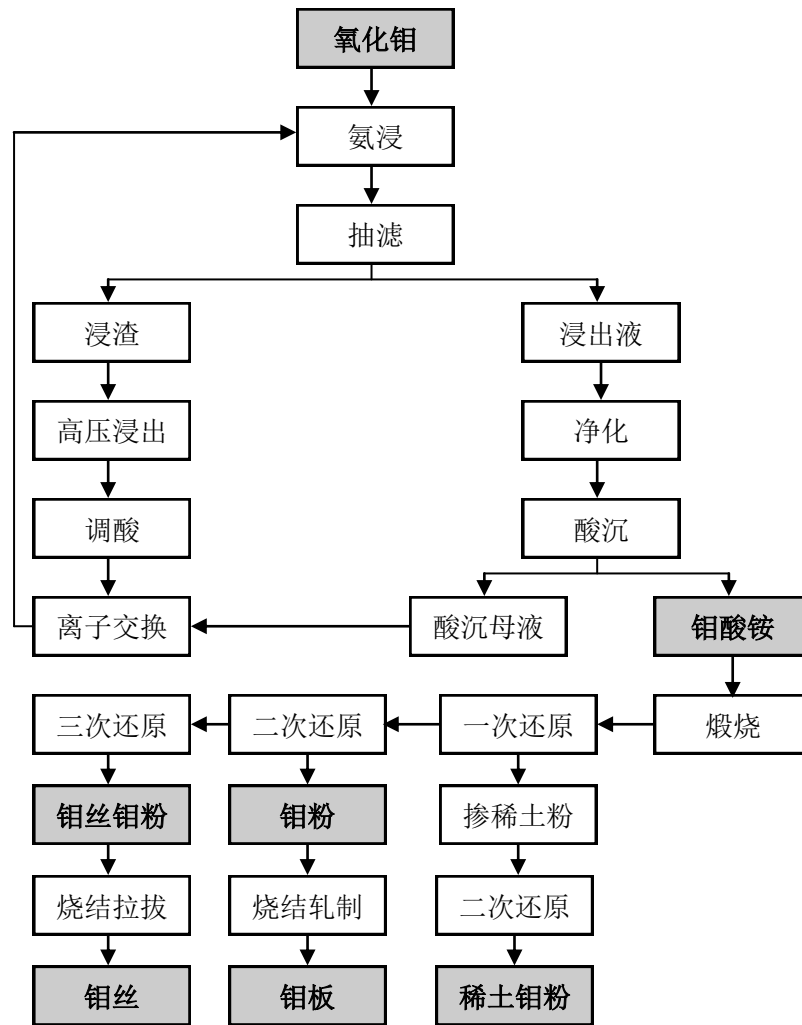 氧化钼
氨浸
抽滤
浸渣
浸出液
高压浸出
净化
调酸
酸沉
离子交换
酸沉母液
钼酸铵
三次还原
二次还原
一次还原
煅烧
钼丝钼粉
钼粉
掺稀土粉
烧结拉拔
烧结轧制
二次还原
钼丝
钼板
稀土钼粉